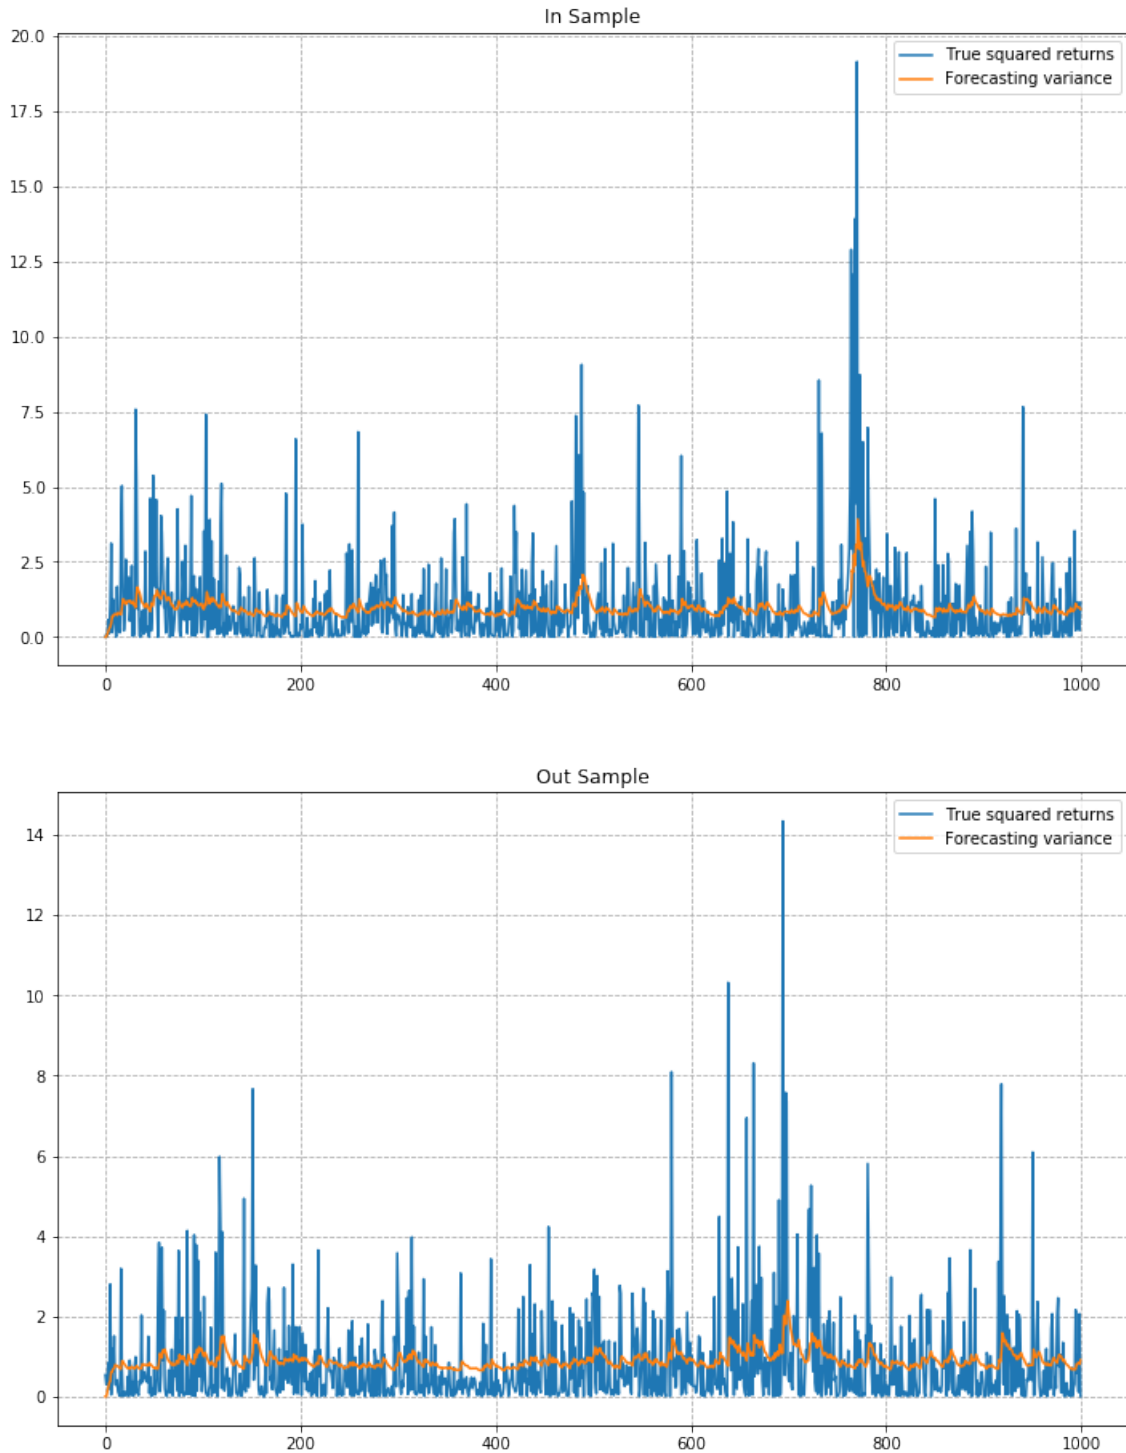 In Sample
20.0
True squared returns
Forecasting variance
17.5
15.0
12.5
10.0
7.5
5.0
2.5
0.0
0 200 400 600 800 1000
Out Sample
True squared returns
14
Forecasting variance
12
10
8
6
4
2
0
0 200 400 600 800 1000